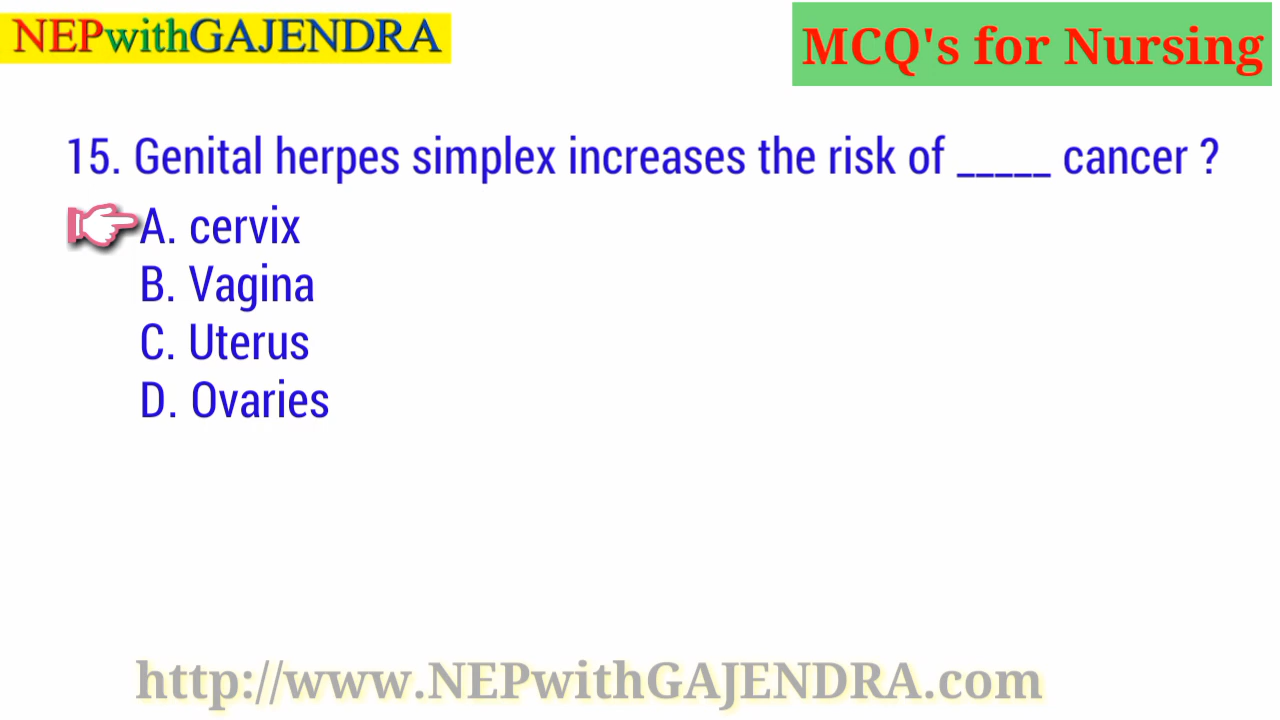 NEPwithGAJENDRA
MCQ's for Nursing
15. Genital herpes simplex increases the risk of _____ cancer ?
A. cervix
B. Vagina
C. Uterus
D. Ovaries
http://www.NEPwithGAJENDRA.com